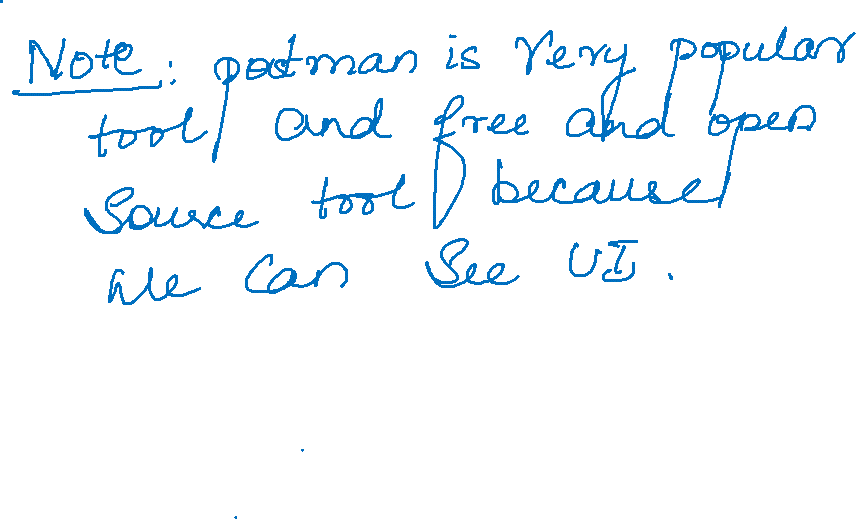 Note: postman is very popular
tool and free and open
source tool because
we can see UI.